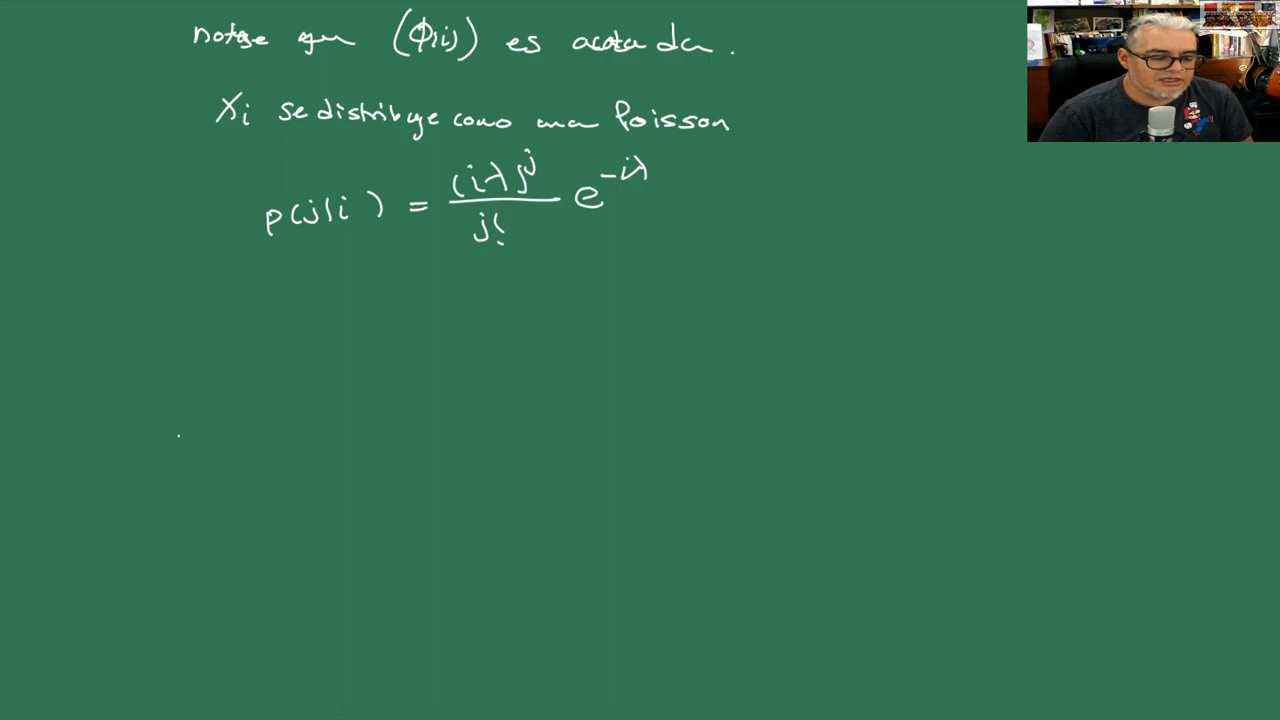 notese que (φ(i)) es acotada.
Xi se distribuye como una Poisson
p(j|i) = (iλ)^j / j! e^{-iλ}